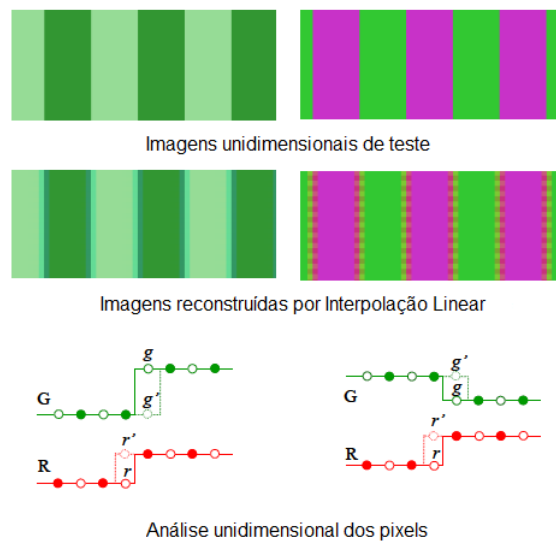 Imagens unidimensionais de teste
Imagens reconstruídas por Interpolação Linear
g
g'
G
r'
R
r
g'
g
G
r'
R
r
Análise unidimensional dos pixels